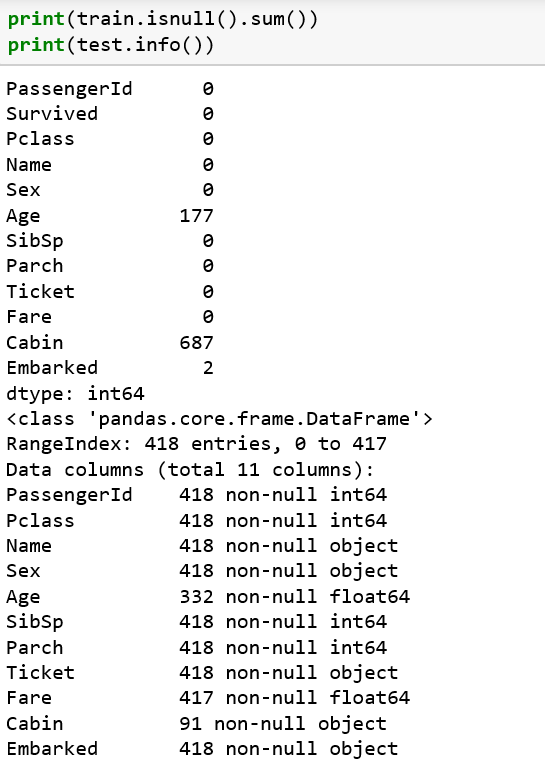 print(train.isnull().sum())
print(test.info())
PassengerId      0
Survived         0
Pclass           0
Name             0
Sex              0
Age            177
SibSp            0
Parch            0
Ticket           0
Fare             0
Cabin          687
Embarked         2
dtype: int64
<class 'pandas.core.frame.DataFrame'>
RangeIndex: 418 entries, 0 to 417
Data columns (total 11 columns):
PassengerId    418 non-null int64
Pclass         418 non-null int64
Name           418 non-null object
Sex            418 non-null object
Age            332 non-null float64
SibSp          418 non-null int64
Parch          418 non-null int64
Ticket         418 non-null object
Fare           417 non-null float64
Cabin          91 non-null object
Embarked       418 non-null object